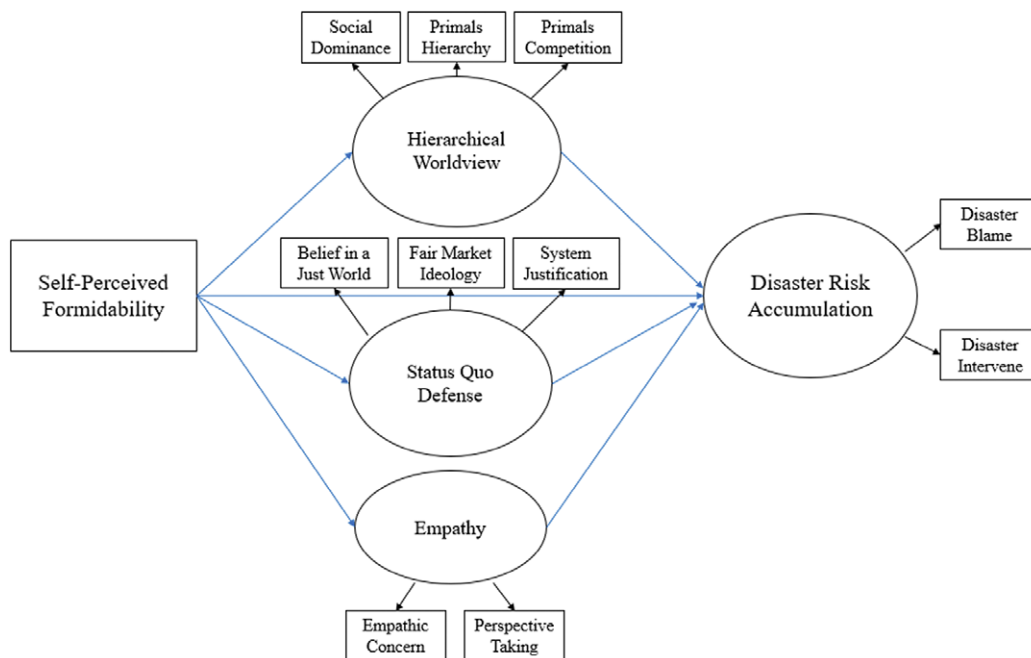 Social
Dominance
Primals
Hierarchy
Primals
Competition
Hierarchical
Worldview
Self-Perceived
Formidability
Belief in a
Just World
Fair Market
Ideology
System
Justification
Status Quo
Defense
Disaster Risk
Accumulation
Disaster
Blame
Disaster
Intervene
Empathy
Empathic
Concern
Perspective
Taking